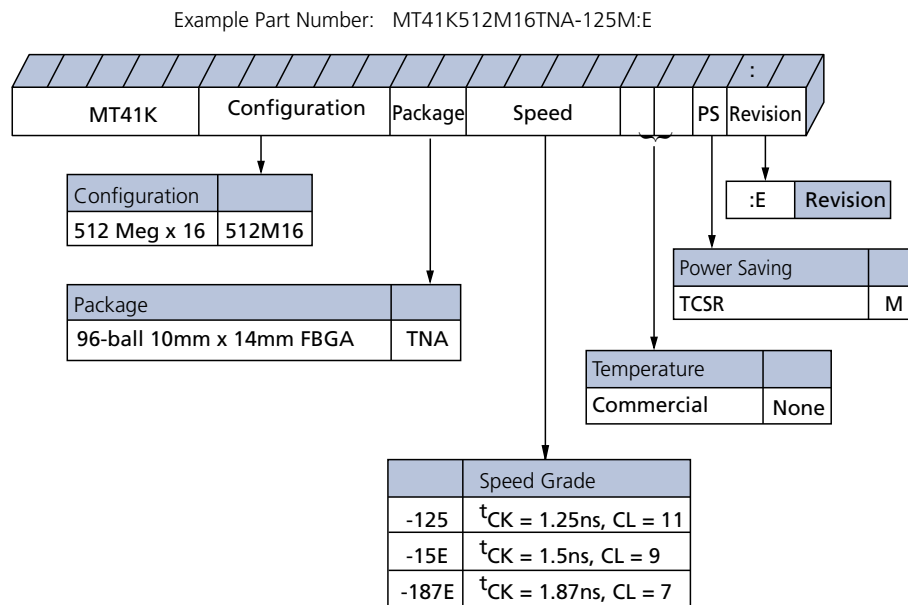 Example Part Number: MT41K512M16TNA-125M:E
:
MT41K Configuration Package Speed PS Revision
Configuration
512 Meg x 16 512M16
:E Revision
Package
96-ball 10mm x 14mm FBGA TNA
Power Saving
TCSR M
Temperature
Commercial None
Speed Grade
-125 tCK = 1.25ns, CL = 11
-15E tCK = 1.5ns, CL = 9
-187E tCK = 1.87ns, CL = 7